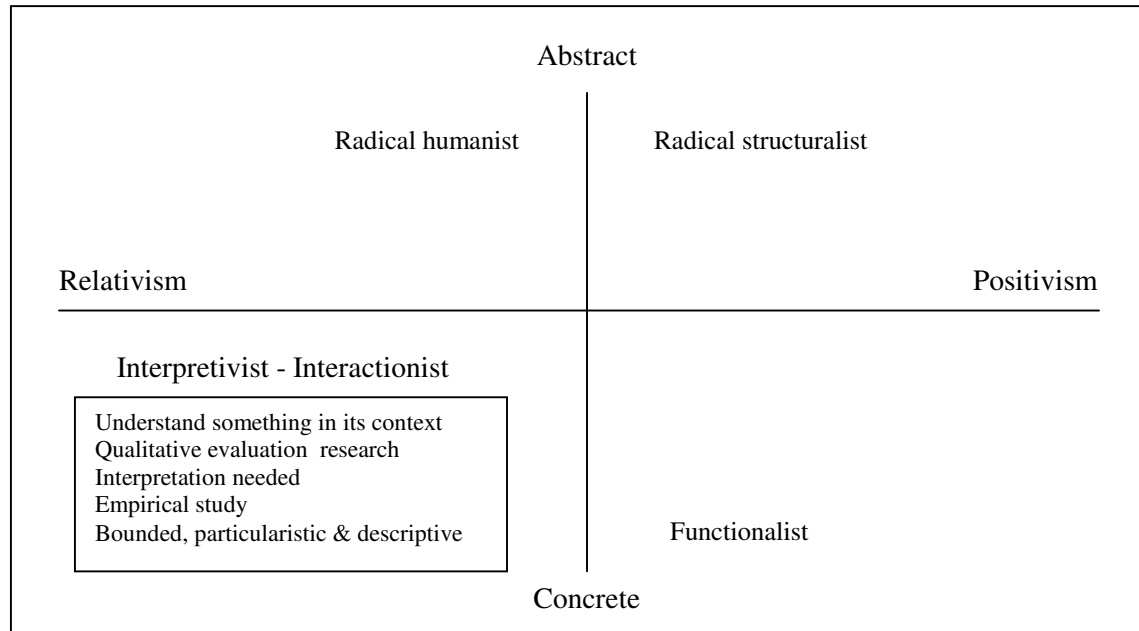 Abstract
Radical humanist
Radical structuralist
Relativism
Positivism
Interpretivist - Interactionist
Understand something in its context
Qualitative evaluation  research
Interpretation needed
Empirical study
Bounded, particularistic & descriptive
Functionalist
Concrete